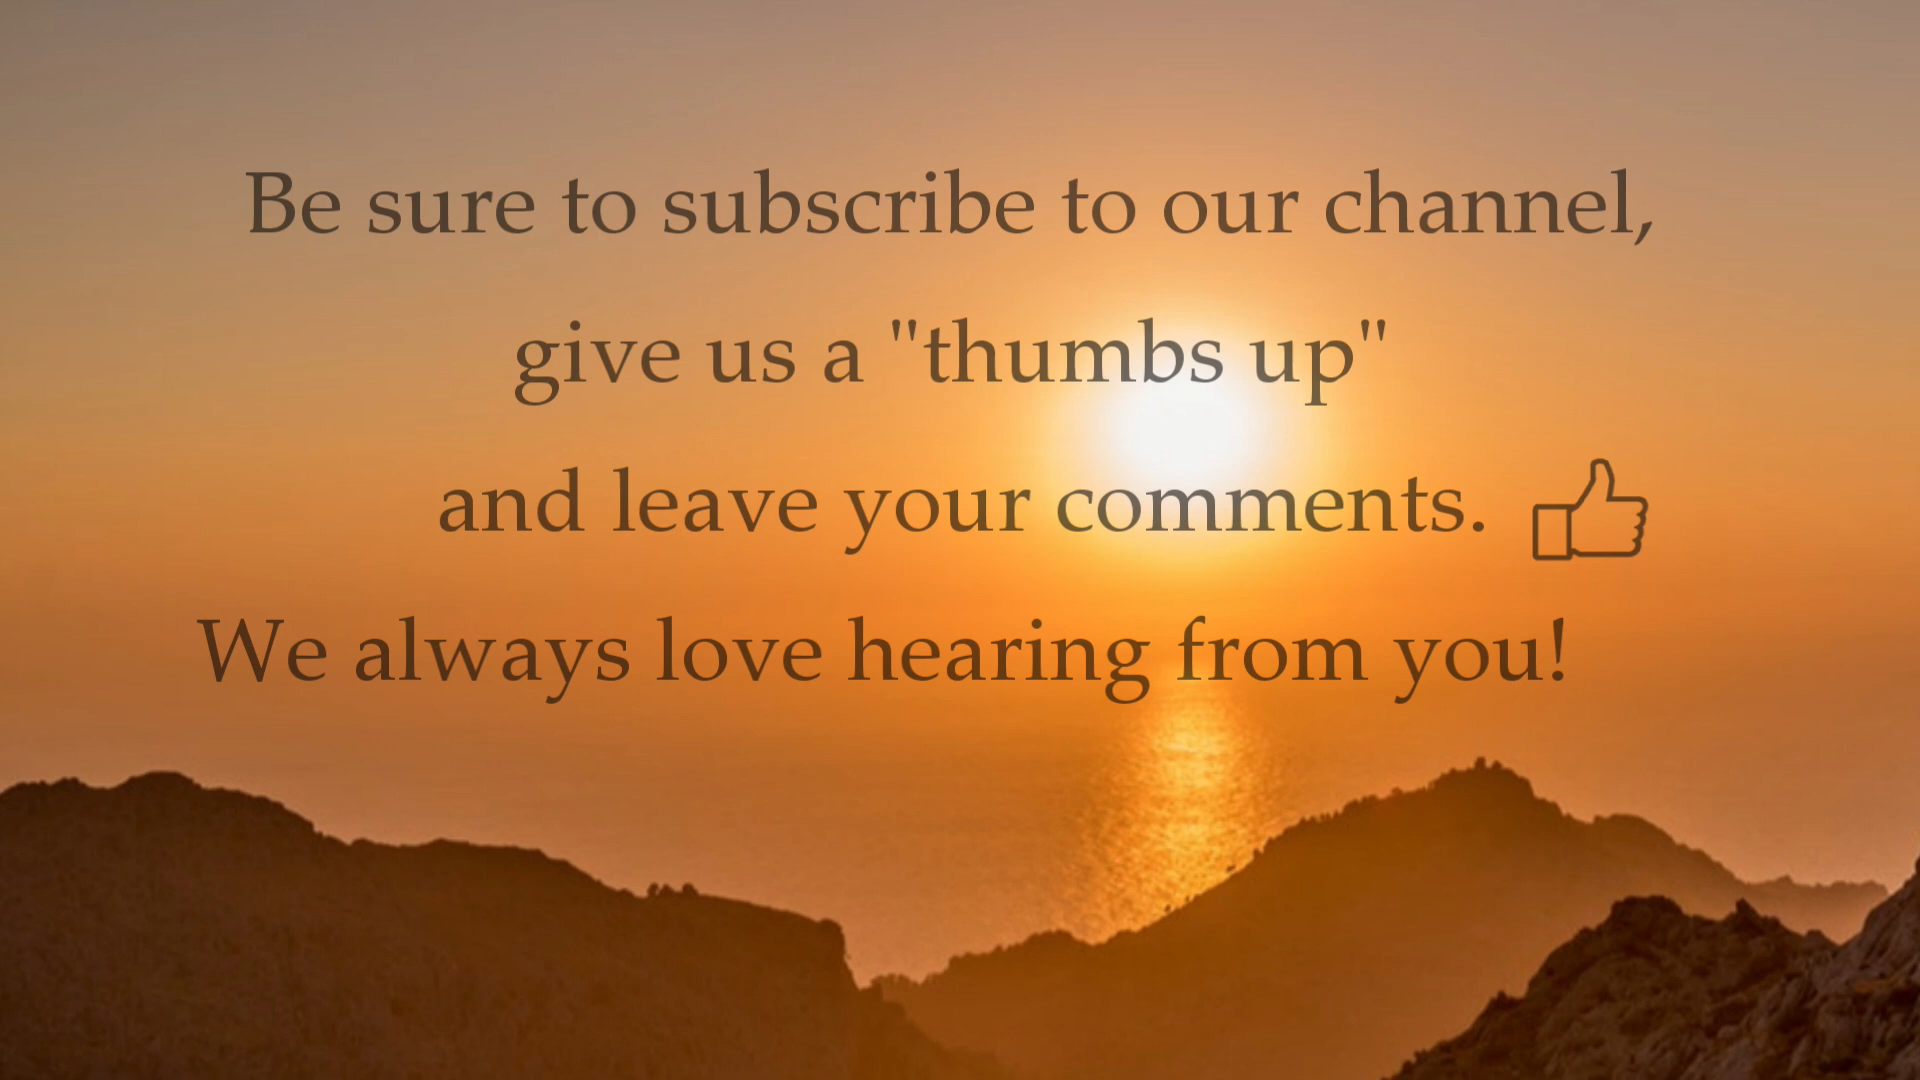 Be sure to subscribe to our channel,
give us a "thumbs up"
and leave your comments.
We always love hearing from you!